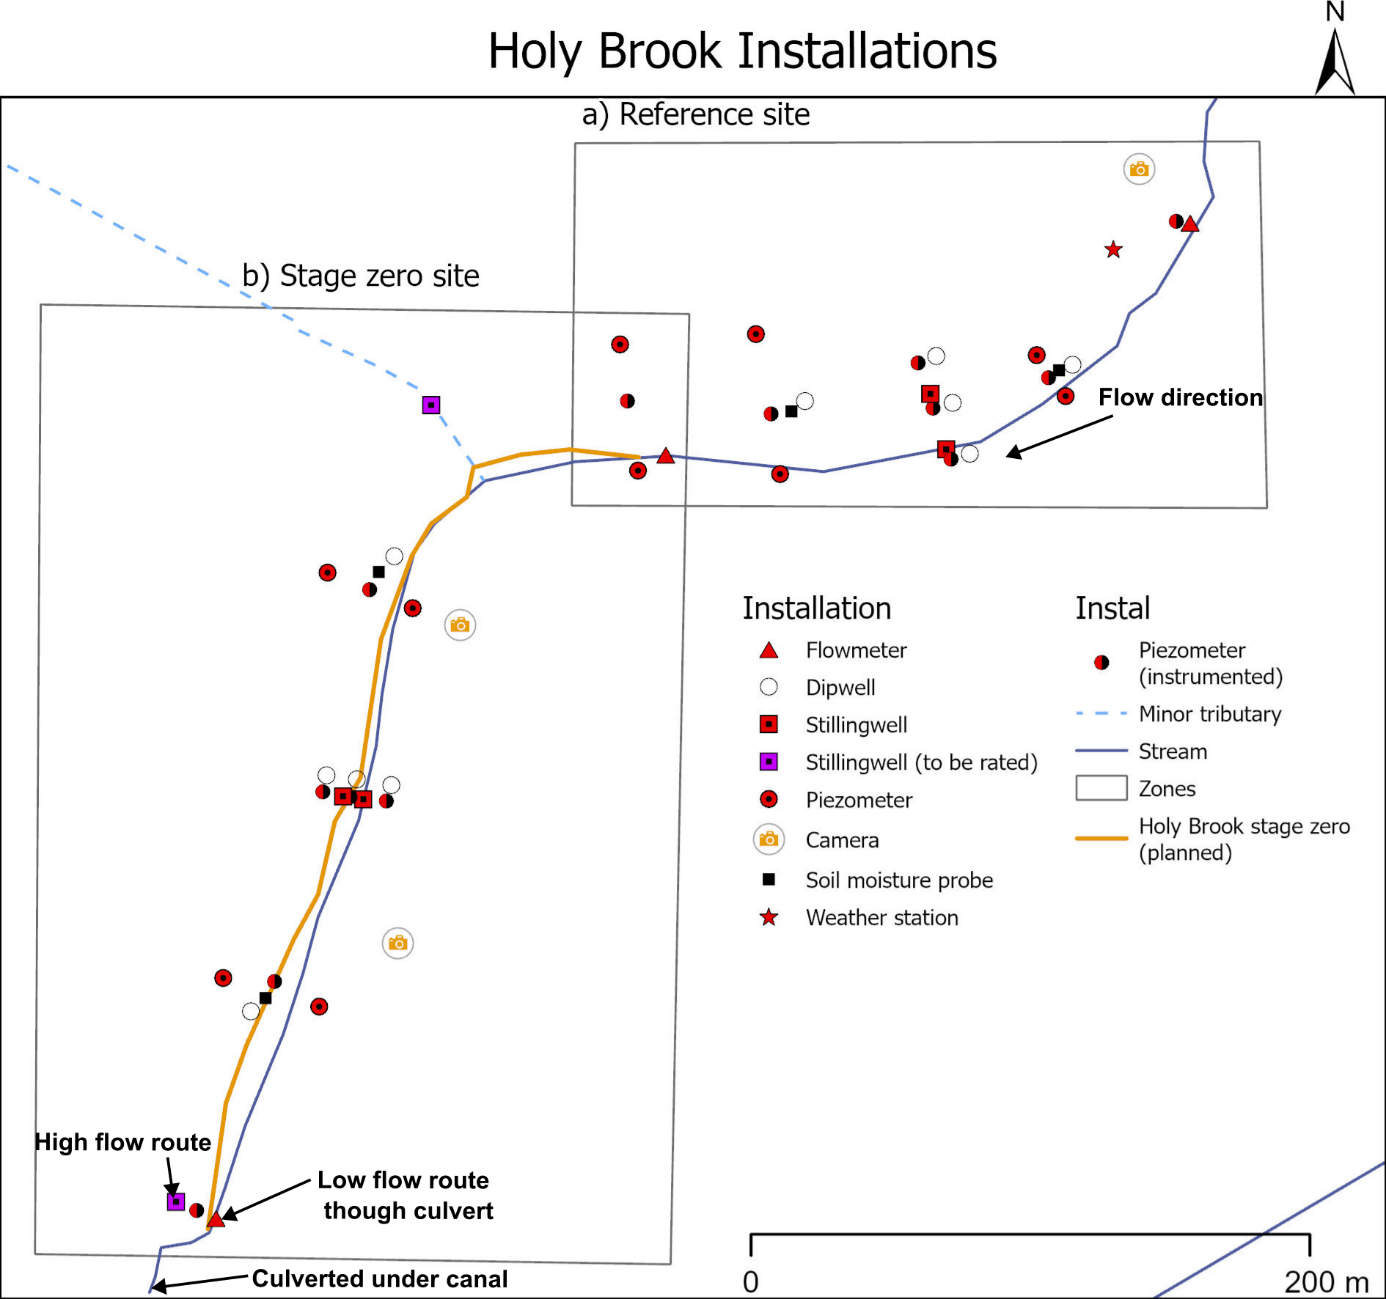 N
Holy Brook Installations
a) Reference site
b) Stage zero site
Flow direction
Installation
Flowmeter
Dipwell
Stillingwell
Stillingwell (to be rated)
Piezometer
Camera
Soil moisture probe
Weather station
Instal
Piezometer
(instrumented)
Minor tributary
Stream
Zones
Holy Brook stage zero
(planned)
High flow route
Low flow route
though culvert
Culverted under canal
0
200 m